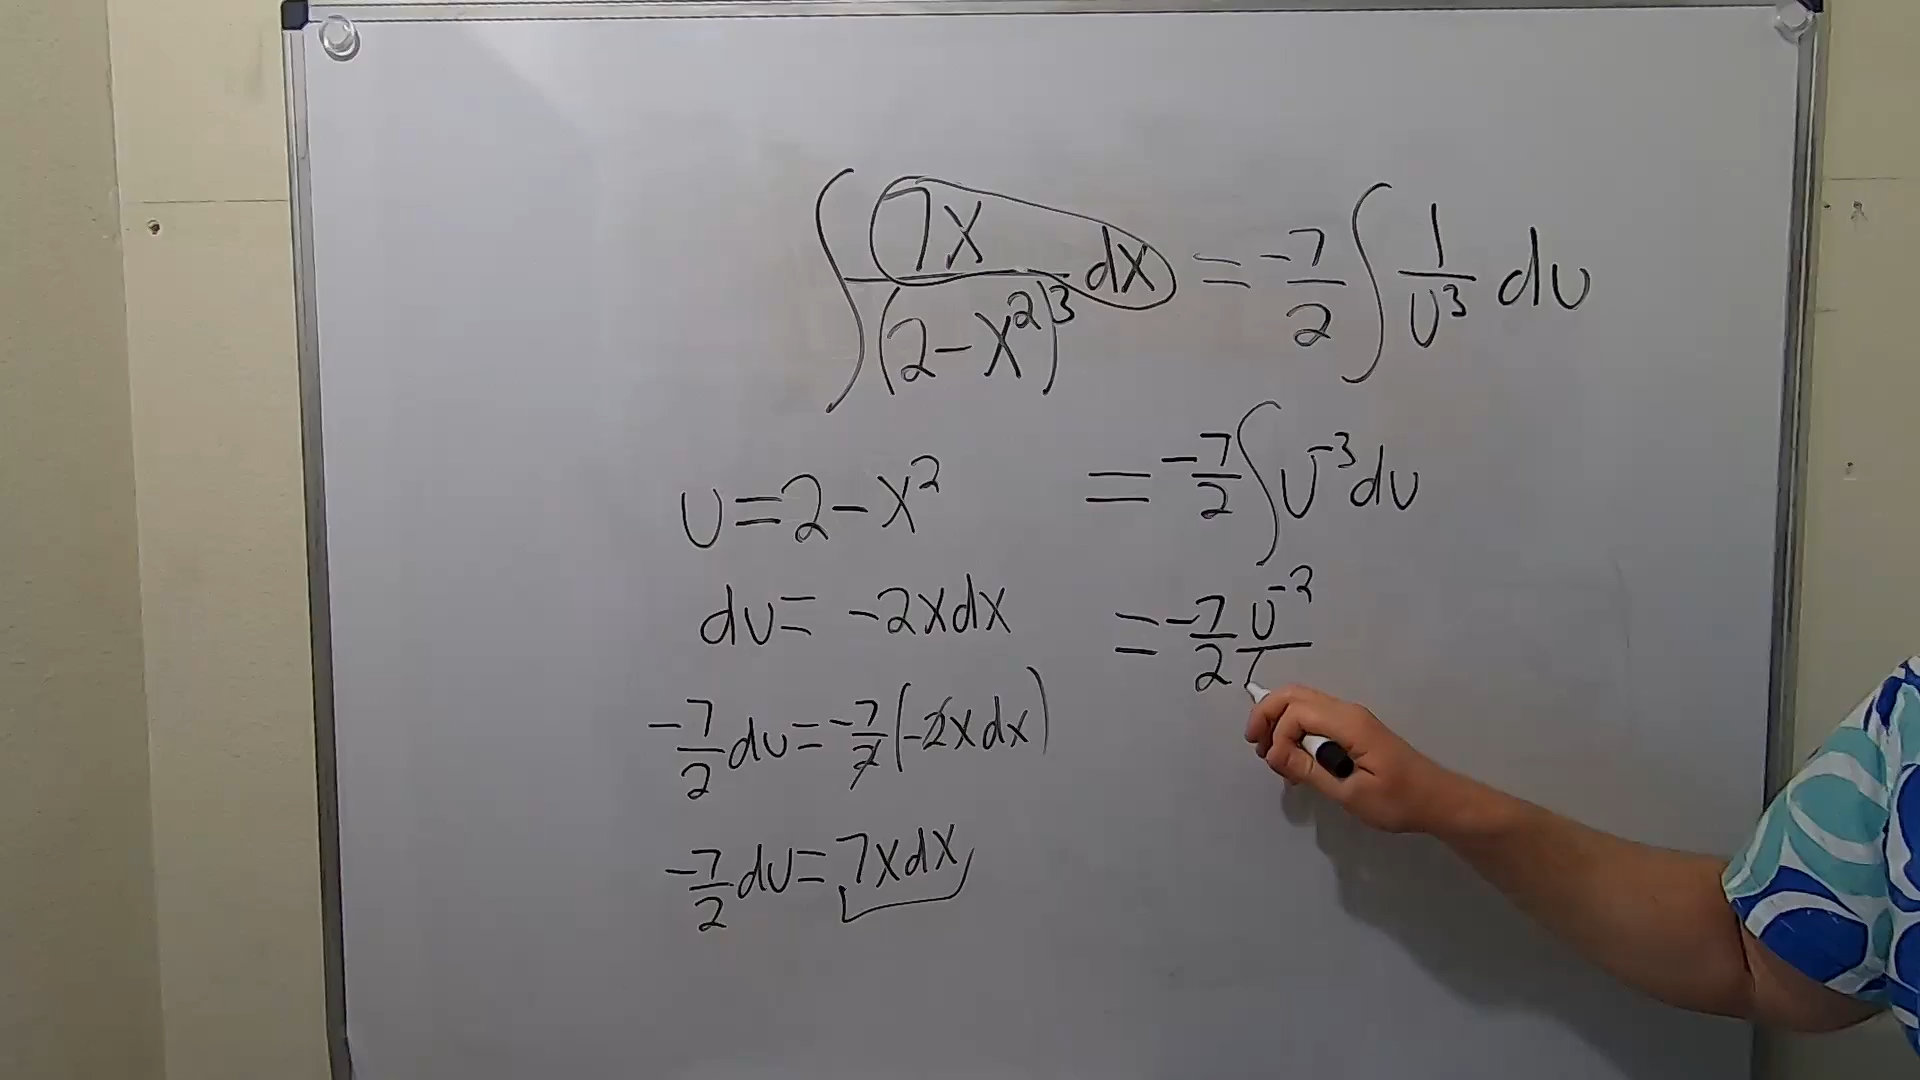 ∫ 7x/(2-x²)³ dx = -7/2 ∫ 1/u³ du
u = 2-x²
= -7/2 ∫ u⁻³ du
du = -2xdx
= -7/2 u⁻²/(
-7/2 du = -7/2 (-2xdx)
-7/2 du = 7xdx